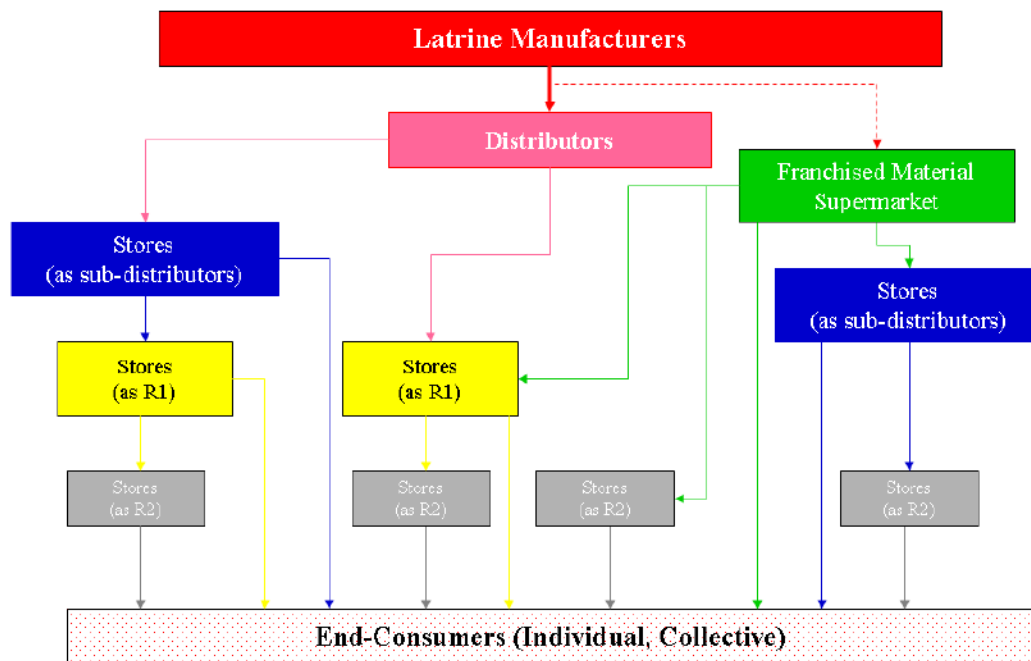 Latrine Manufacturers
Distributors
Franchised Material
Supermarket
Stores
(as sub-distributors)
Stores
(as sub-distributors)
Stores
(as R1)
Stores
(as R1)
Stores
(as R2)
Stores
(as R2)
Stores
(as R2)
Stores
(as R2)
End-Consumers (Individual, Collective)